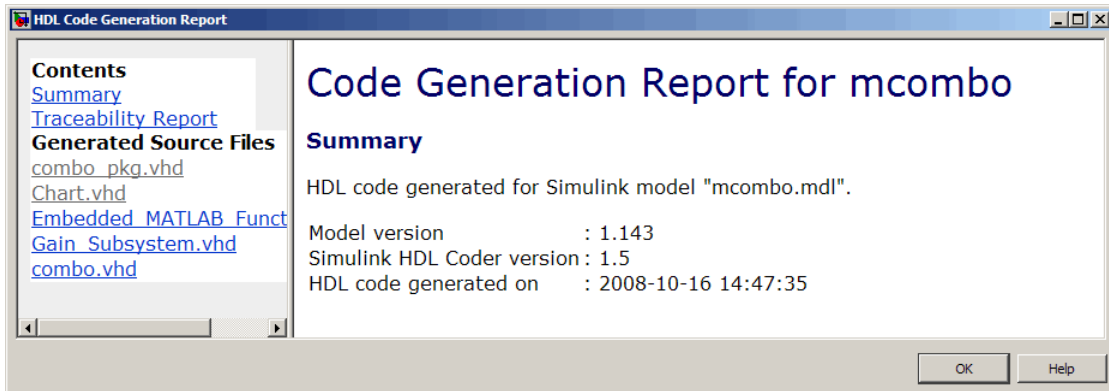 HDL Code Generation Report
Contents
Summary
Traceability Report
Generated Source Files
combo_pkg.vhd
Chart.vhd
Embedded_MATLAB_Funct
Gain_Subsystem.vhd
combo.vhd
Code Generation Report for mcombo
Summary
HDL code generated for Simulink model "mcombo.mdl".
Model version : 1.143
Simulink HDL Coder version : 1.5
HDL code generated on : 2008-10-16 14:47:35
OK Help